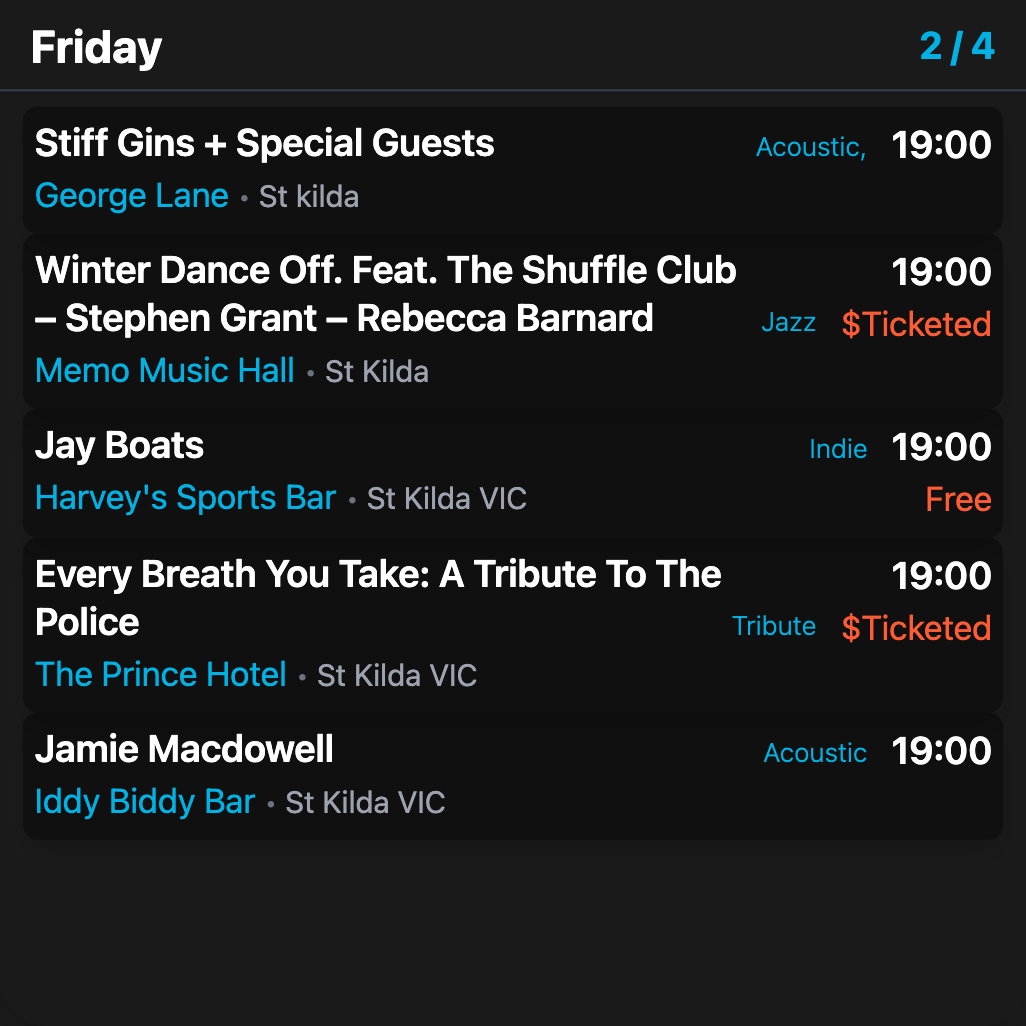 Friday 2 / 4
Stiff Gins + Special Guests Acoustic, 19:00
George Lane • St kilda
Winter Dance Off. Feat. The Shuffle Club 19:00
– Stephen Grant – Rebecca Barnard Jazz $Ticketed
Memo Music Hall • St Kilda
Jay Boats Indie 19:00
Harvey's Sports Bar • St Kilda VIC Free
Every Breath You Take: A Tribute To The 19:00
Police Tribute $Ticketed
The Prince Hotel • St Kilda VIC
Jamie Macdowell Acoustic 19:00
Iddy Biddy Bar • St Kilda VIC